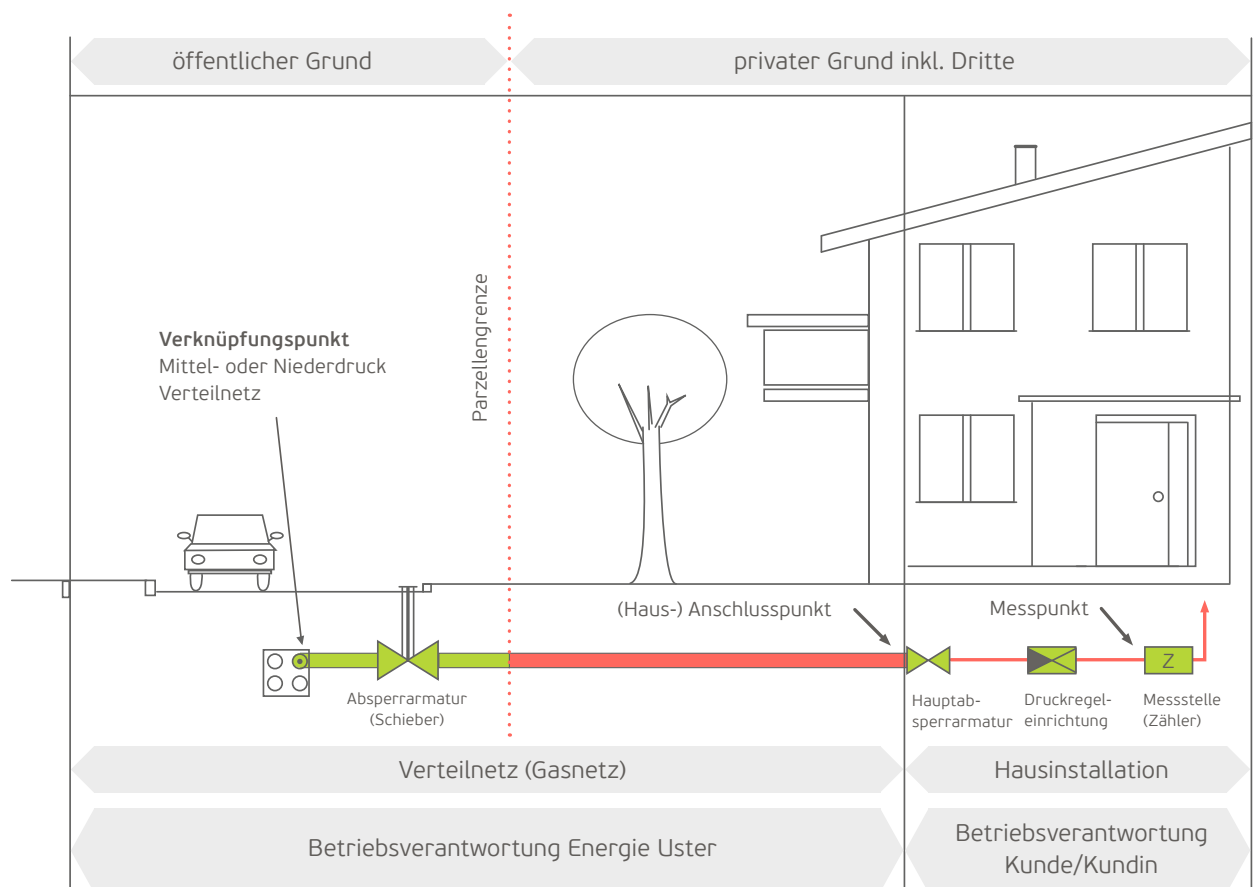 öffentlicher Grund
privater Grund inkl. Dritte
Parzellengrenze
Verknüpfungspunkt
Mittel- oder Niederdruck
Verteilnetz
(Haus-) Anschlusspunkt
Messpunkt
Z
Absperrarmatur
(Schieber)
Hauptab-
sperrarmatur
Druckregel-
einrichtung
Messstelle
(Zähler)
Verteilnetz (Gasnetz)
Hausinstallation
Betriebsverantwortung Energie Uster
Betriebsverantwortung
Kunde/Kundin